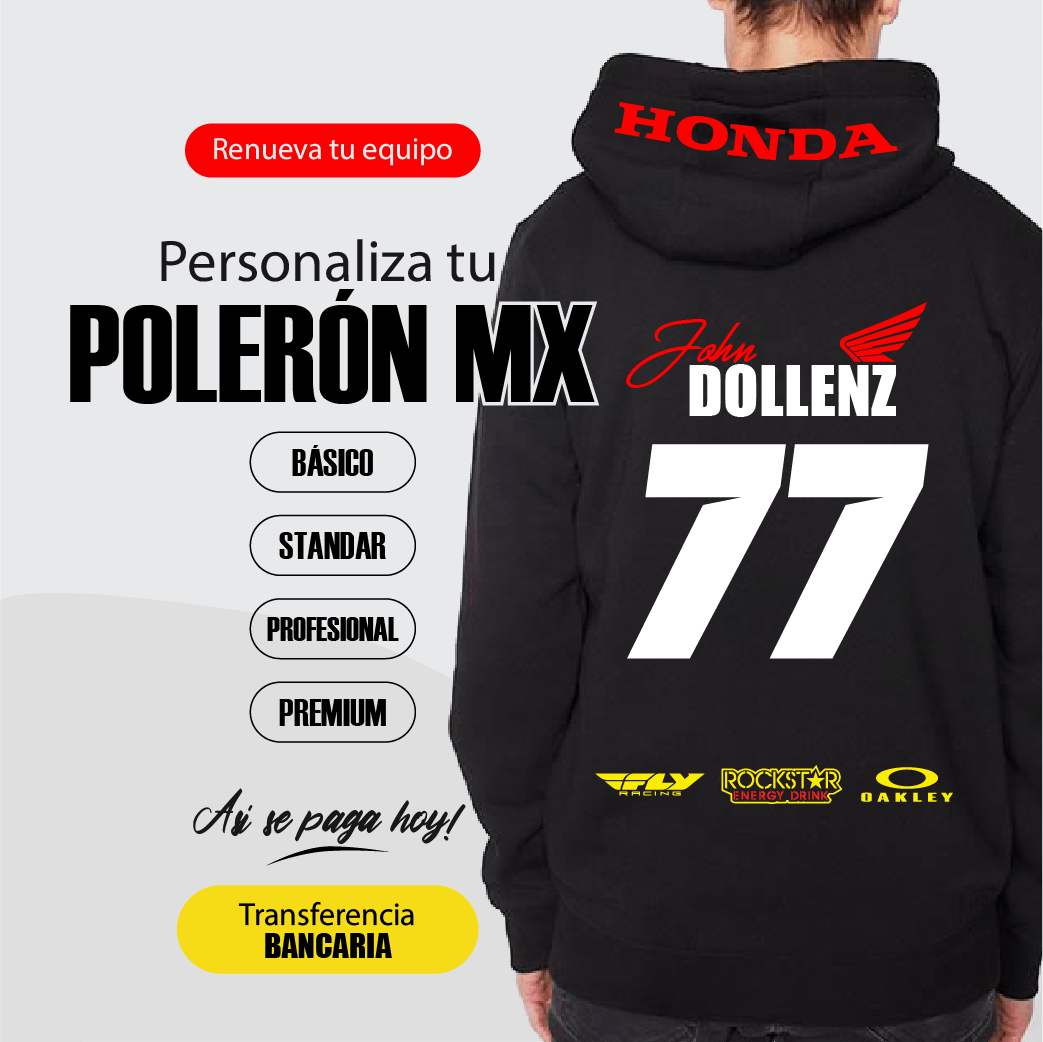 Renueva tu equipo
Personaliza tu
POLERÓN MX
BÁSICO
STANDAR
PROFESIONAL
PREMIUM
Así se paga hoy!
Transferencia
BANCARIA
HONDA
John
DOLLENZ
77
FLY
RACING
ROCKSTAR
ENERGY DRINK
OAKLEY